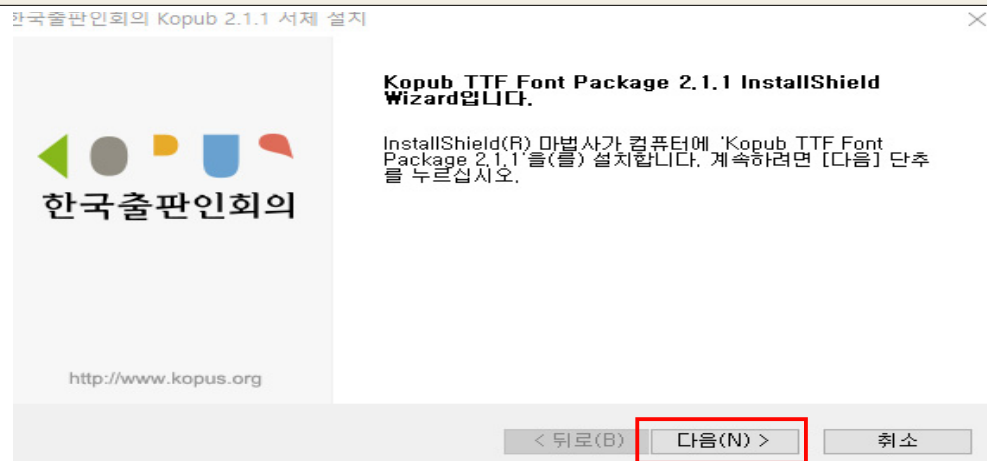 한국출판인회의 Kopub 2.1.1 서제 설치
Kopub TTF Font Package 2.1.1 InstallShield
Wizard입니다.
InstallShield(R) 마법사가 컴퓨터에 'Kopub TTF Font
Package 2.1.1'을(를) 설치합니다. 계속하려면 [다음] 단추
를 누르십시오.
KOPUS
한국출판인회의
http://www.kopus.org
< 뒤로(B)
다음(N) >
취소